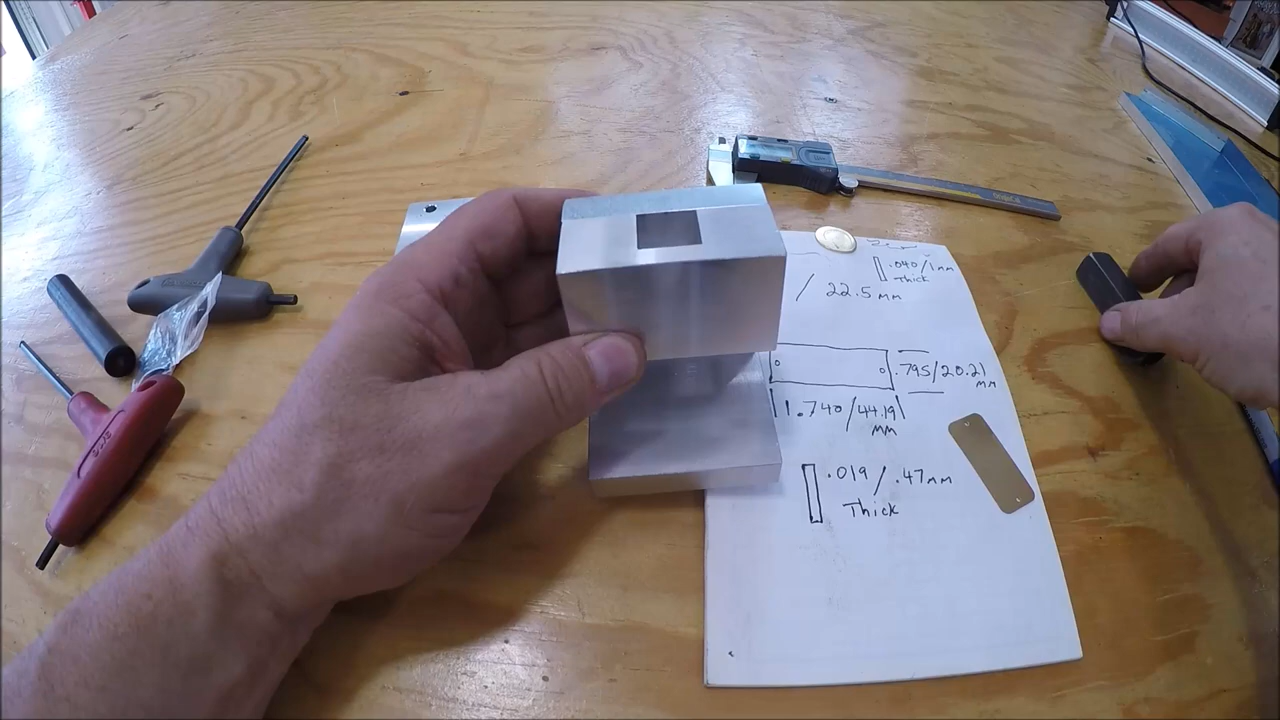 .040/1mm
Thick
/ 22.5mm
.795/20.21
mm
1.740/44.19
mm
.019/.47mm
Thick